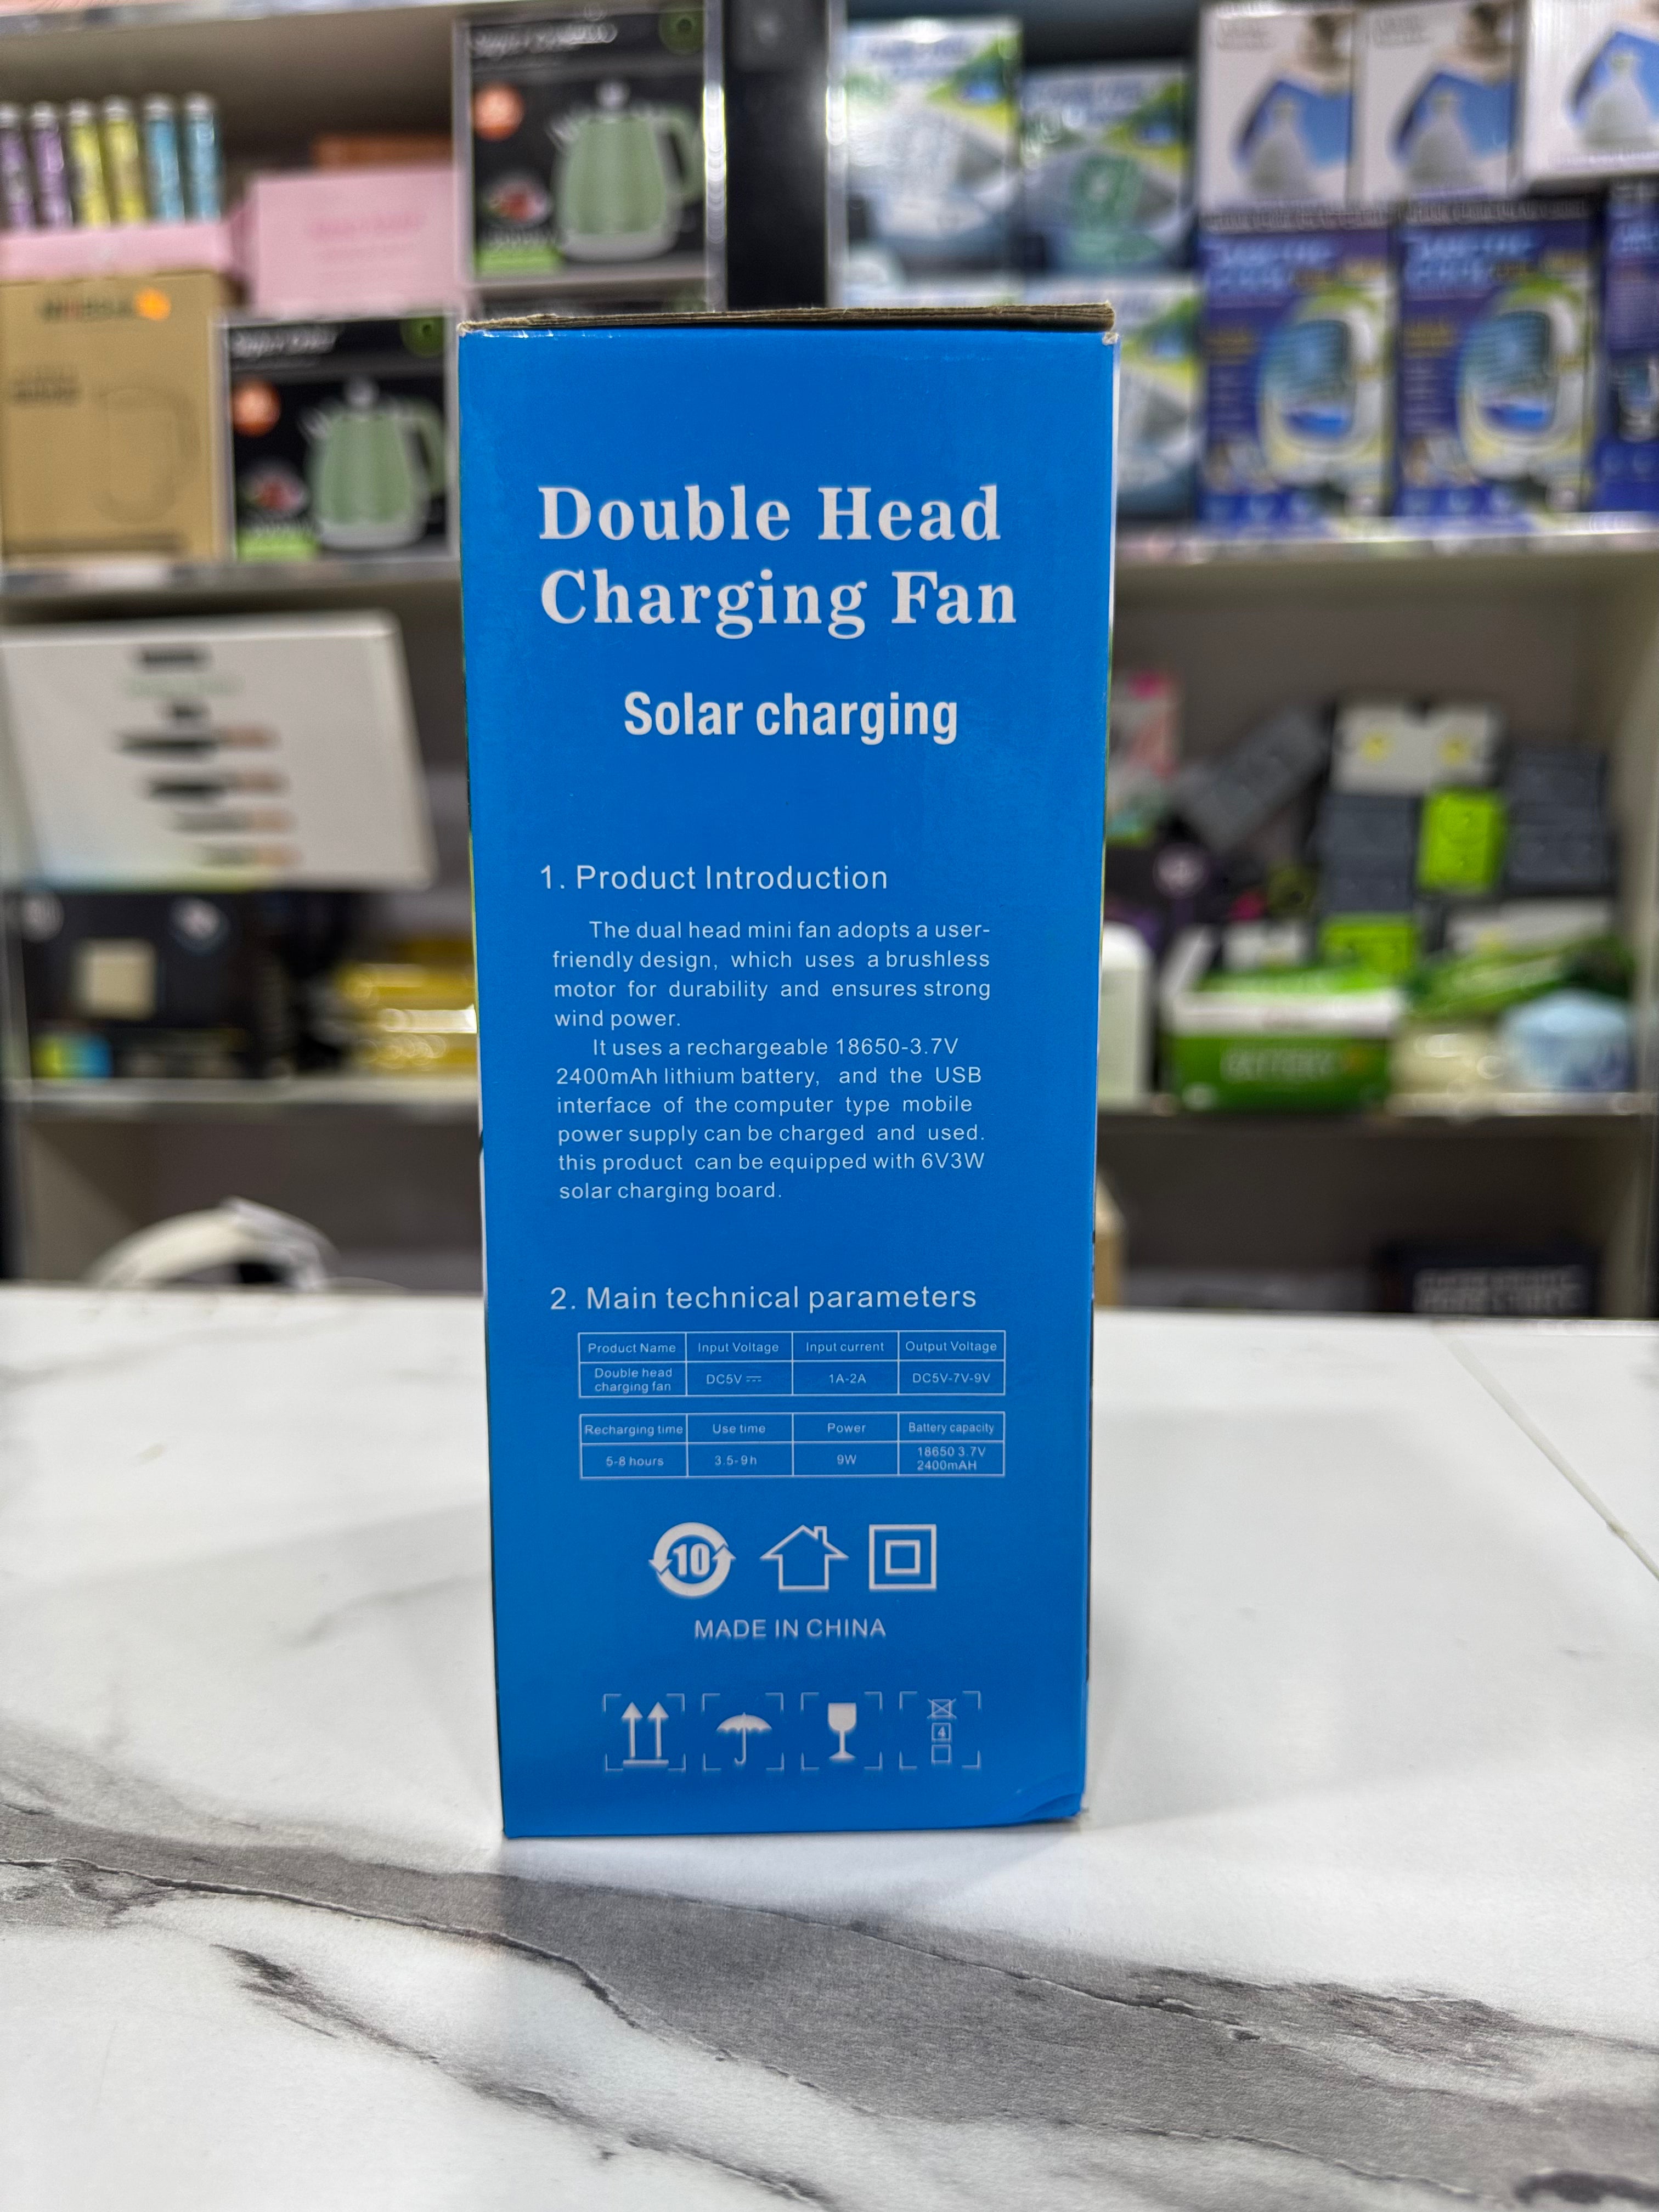 Double Head
Charging Fan
Solar charging
1. Product Introduction
The dual head mini fan adopts a user-
friendly design, which uses a brushless
motor for durability and ensures strong
wind power.
It uses a rechargeable 18650-3.7V
2400mAh lithium battery, and the USB
interface of the computer type mobile
power supply can be charged and used.
this product can be equipped with 6V3W
solar charging board.
2. Main technical parameters
Product Name Input Voltage Input current Output Voltage
Double head
charging fan DC5V 1A-2A DC5V-7V-9V
Recharging time Use time Power Battery capacity
5-8 hours 3.5-9h 9W 18650 3.7V
2400mAH
10
MADE IN CHINA
4